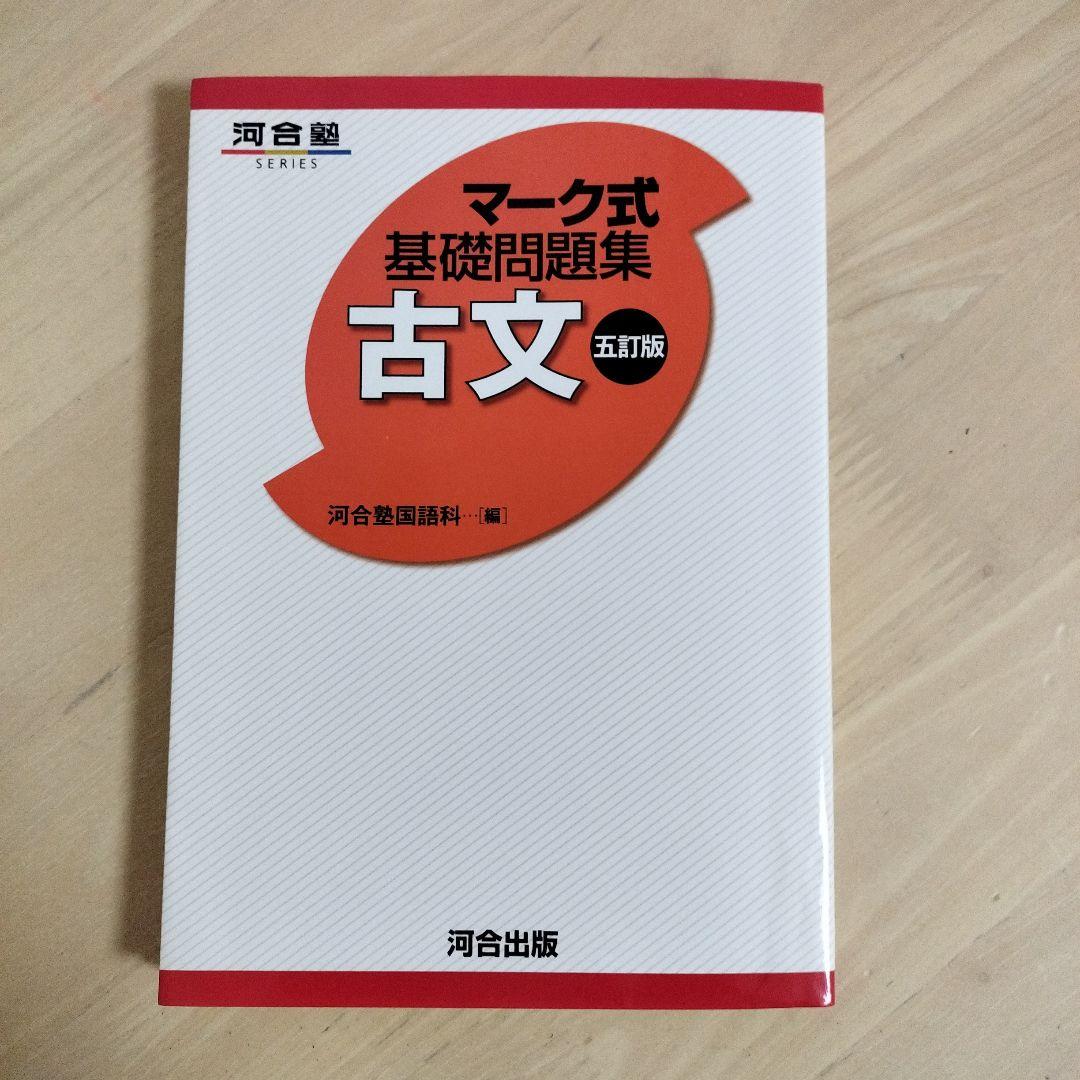 河合塾
SERIES
マーク式
基礎問題集
古文
五訂版
河合塾国語科…[編]
河合出版